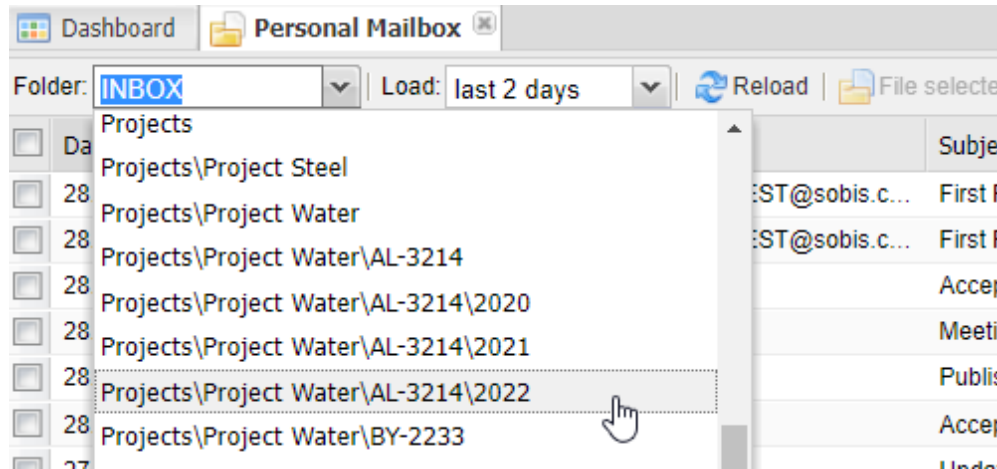 Dashboard Personal Mailbox
Folder: INBOX Load: last 2 days Reload File selecte
Da Subje
Projects
Projects\Project Steel
Projects\Project Water
Projects\Project Water\AL-3214
Projects\Project Water\AL-3214\2020
Projects\Project Water\AL-3214\2021
Projects\Project Water\AL-3214\2022
Projects\Project Water\BY-2233
28 EST@sobis.c... First
28 EST@sobis.c... First
28 Accep
28 Meeti
28 Publis
28 Accep
27